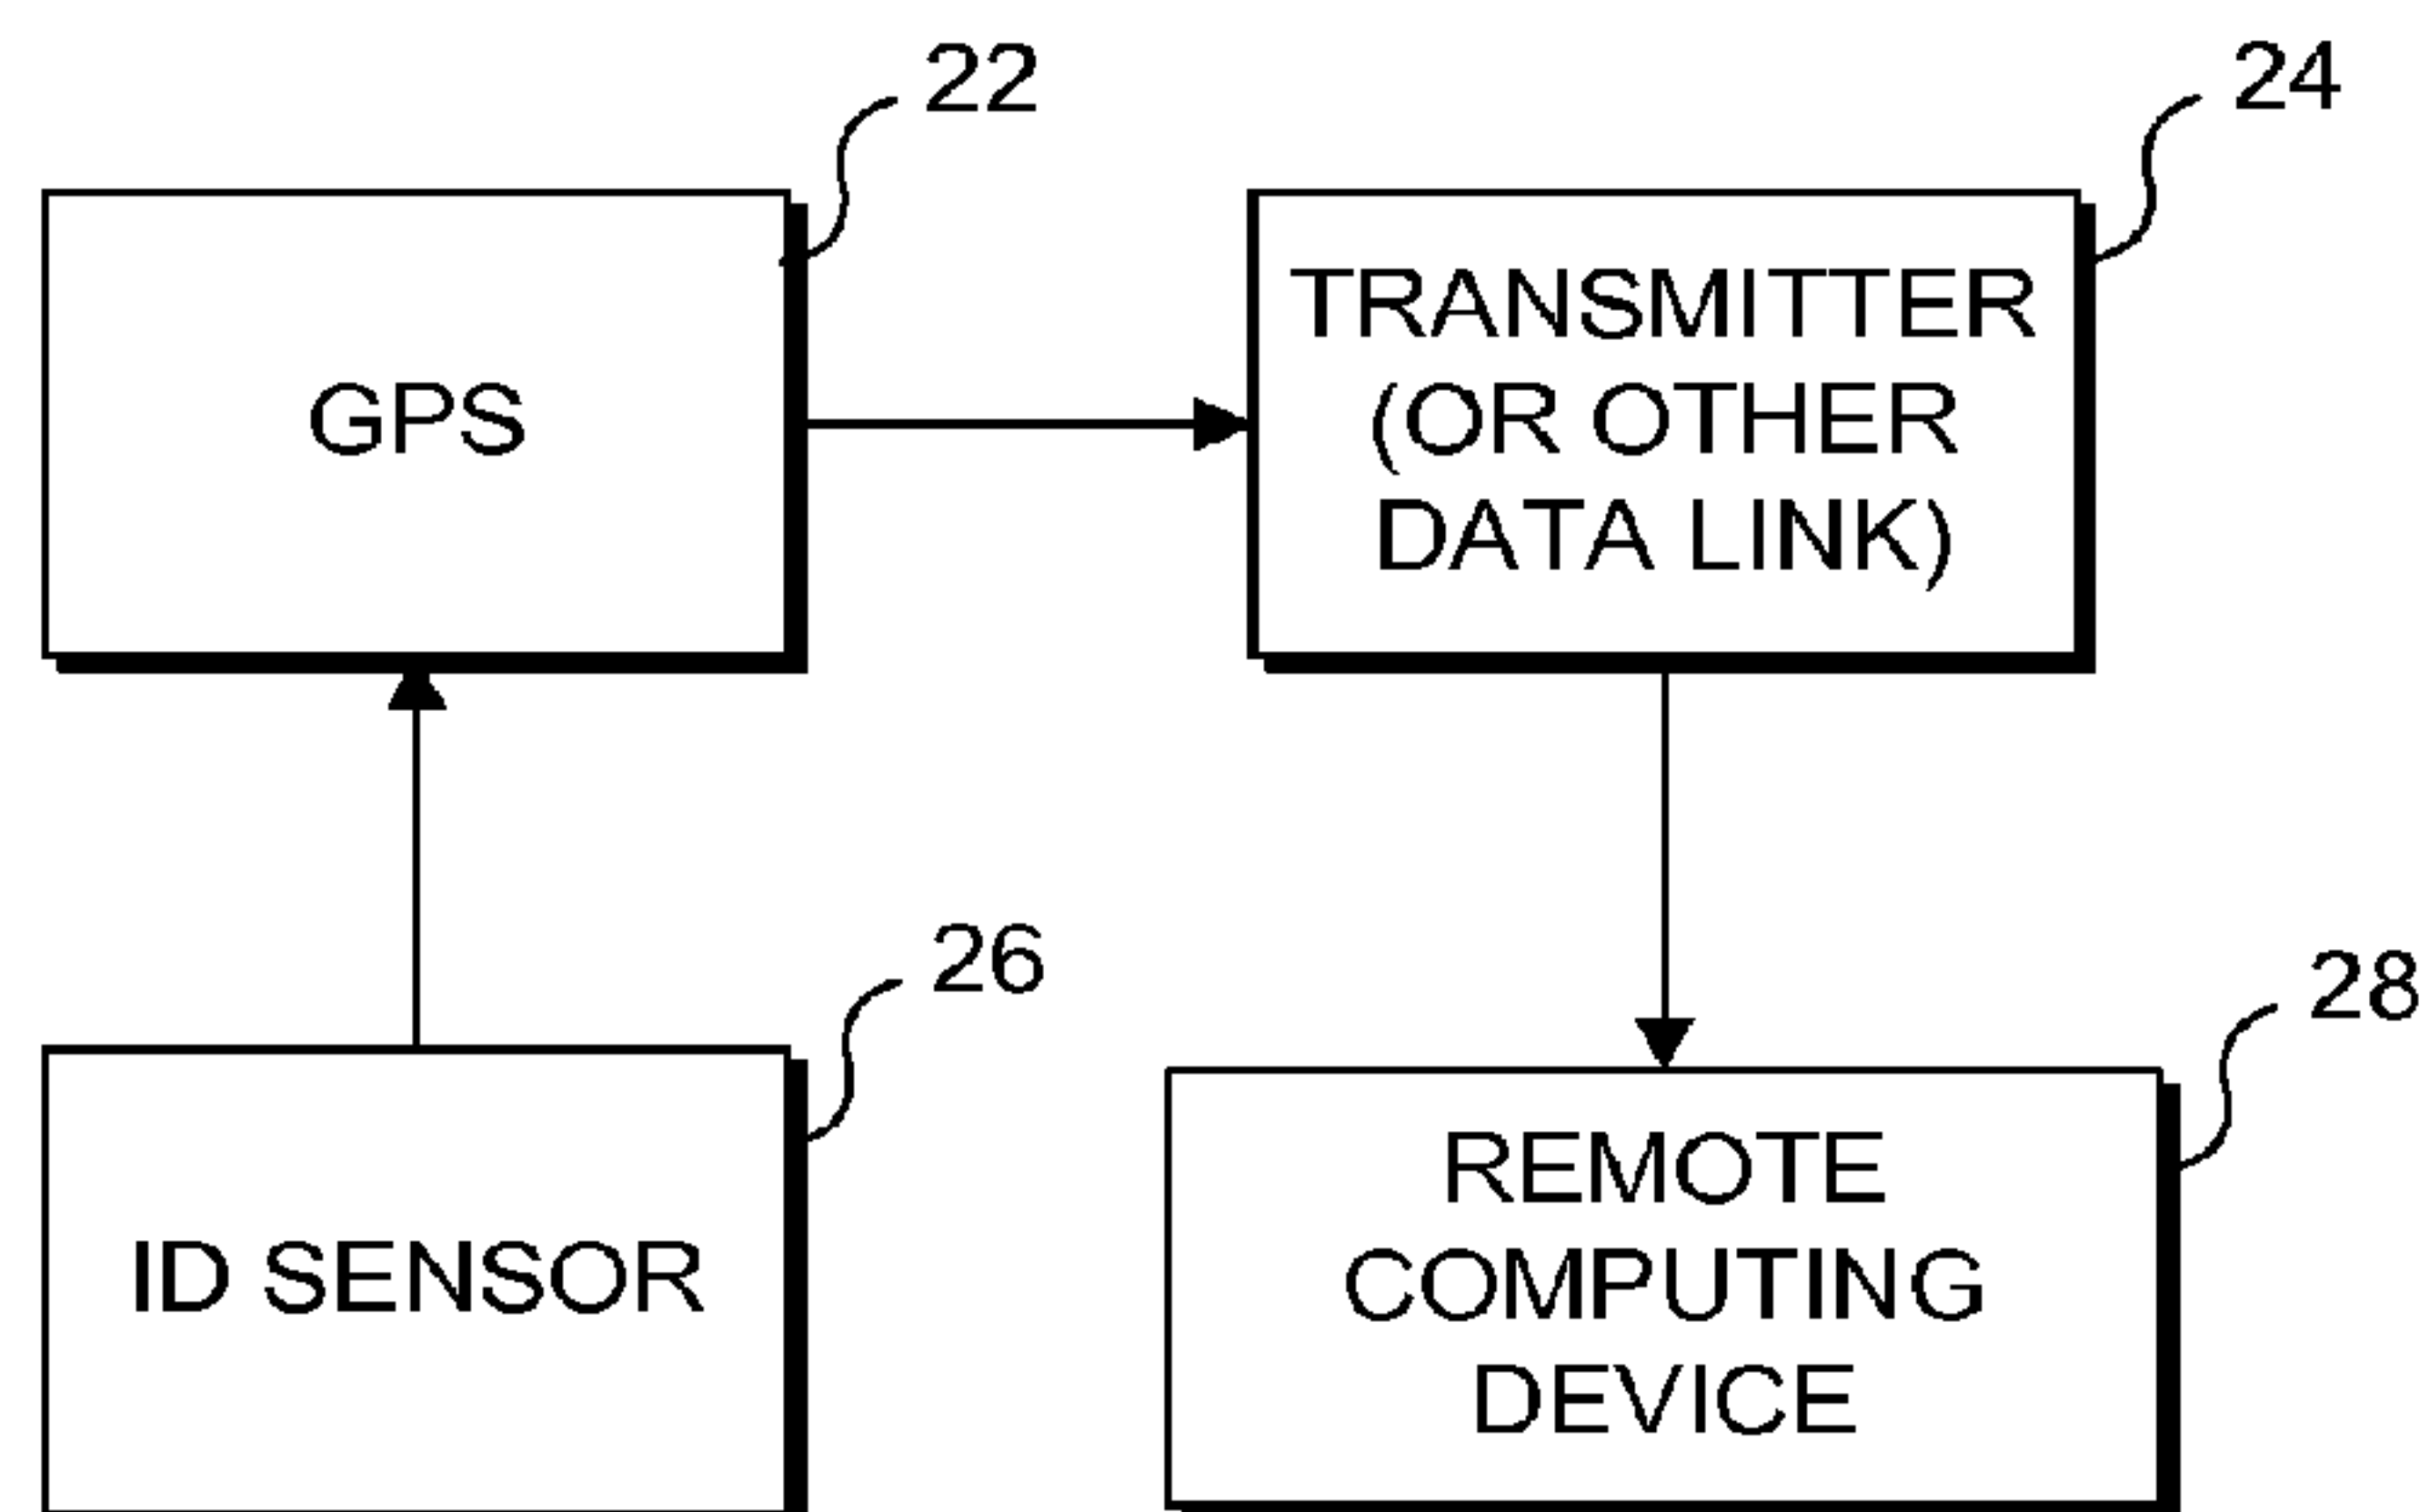 22
24
GPS
TRANSMITTER
(OR OTHER
DATA LINK)
26
28
ID SENSOR
REMOTE
COMPUTING
DEVICE